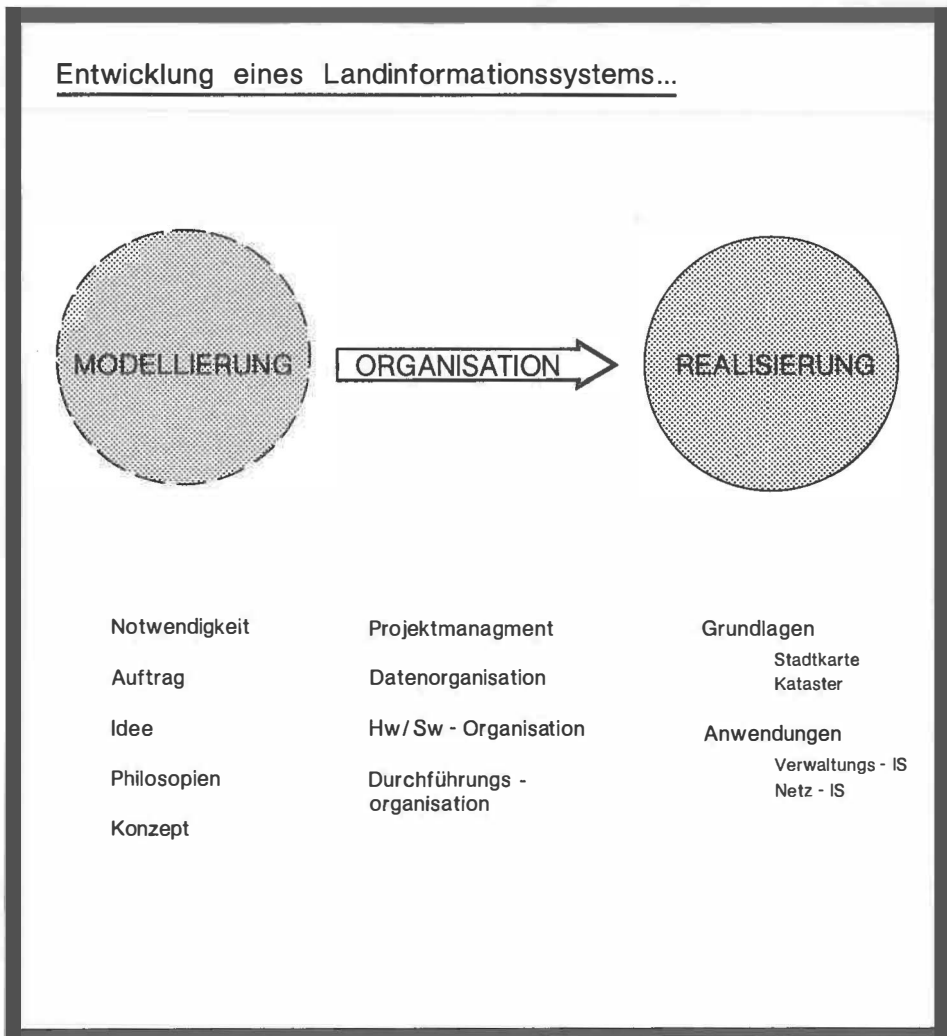 Entwicklung eines Landinformationssystems...
MODELLIERUNG
ORGANISATION
REALISIERUNG
Notwendigkeit
Auftrag
Idee
Philosopien
Konzept
Projektmanagment
Datenorganisation
Hw/Sw - Organisation
Durchführungs -
organisation
Grundlagen
Stadtkarte
Kataster
Anwendungen
Verwaltungs - IS
Netz - IS